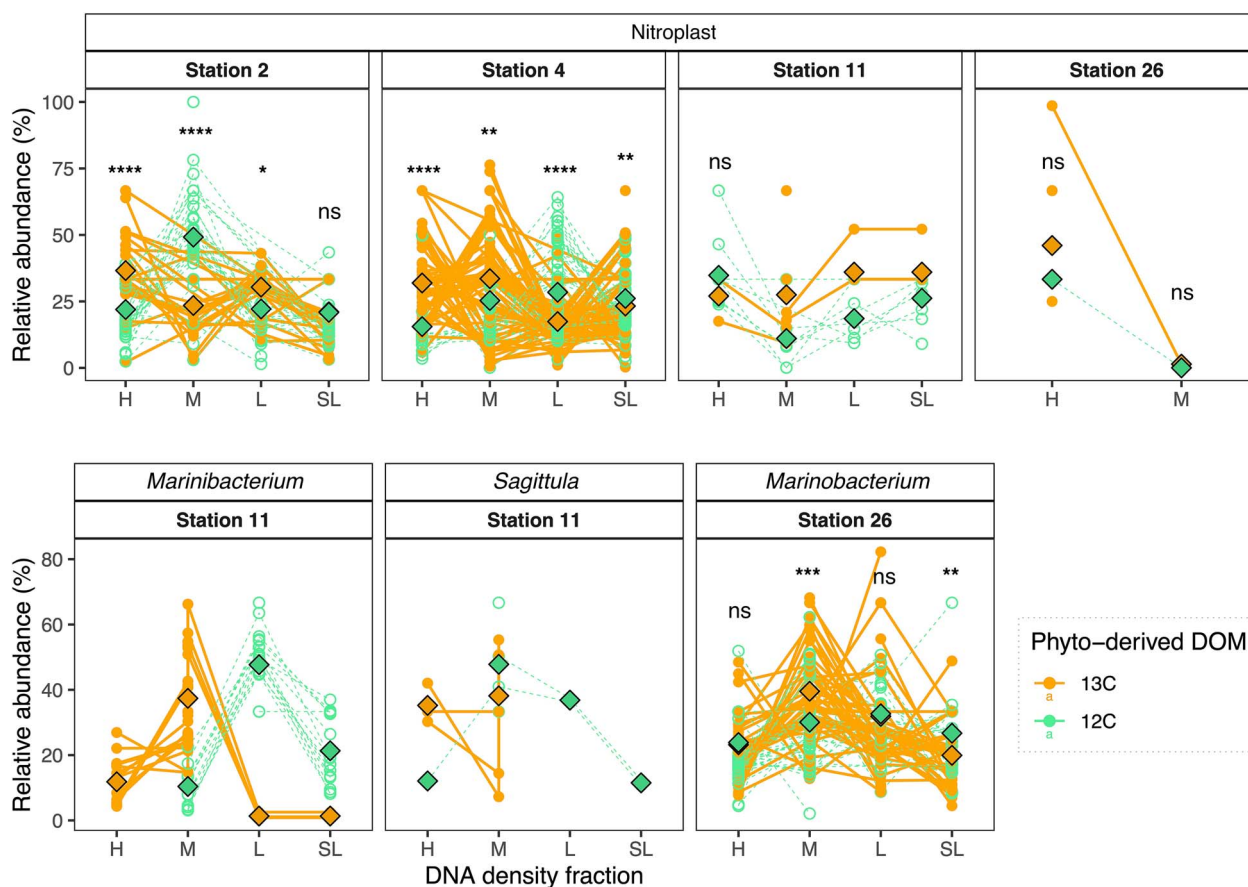 Nitroplast
Station 2 Station 4 Station 11 Station 26
Relative abundance (%)
100
75
50
25
0
**** **** * ns
**** ** **** **
ns
ns ns
H M L SL H M L SL H M L SL H M
Marinibacterium Sagittula Marinobacterium
Station 11 Station 11 Station 26
Relative abundance (%)
80
60
40
20
0
ns *** ns **
H M L SL H M L SL H M L SL
DNA density fraction
Phyto−derived DOM
a 13C
a 12C